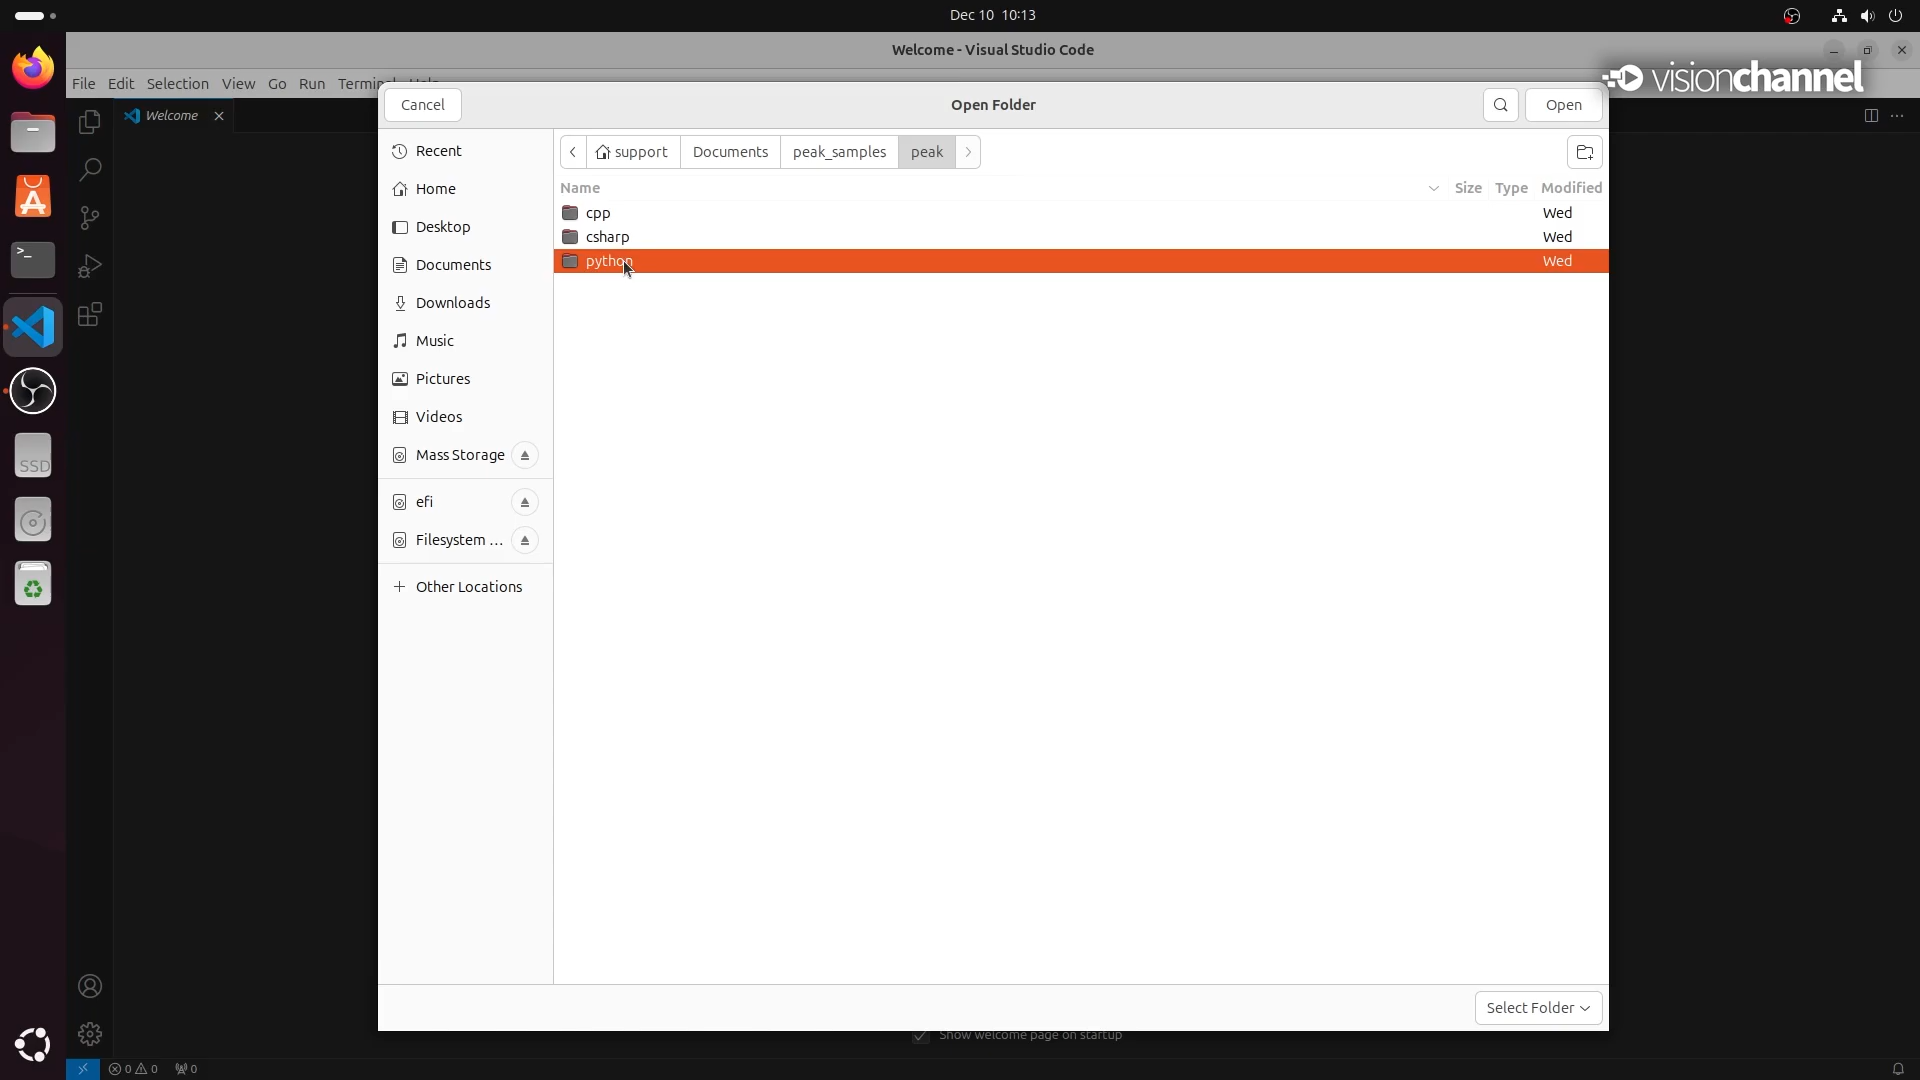 Dec 10 10:13
Welcome - Visual Studio Code
visionchannel
File Edit Selection View Go Run
Welcome
Cancel
Open Folder
Open
Recent
Home
Desktop
Documents
Downloads
Music
Pictures
Videos
Mass Storage
efi
Filesystem ...
Other Locations
support Documents peak_samples peak
Name Size Type Modified
cpp Wed
csharp Wed
python Wed
SSD
Select Folder
Show welcome page on startup
0 0 0